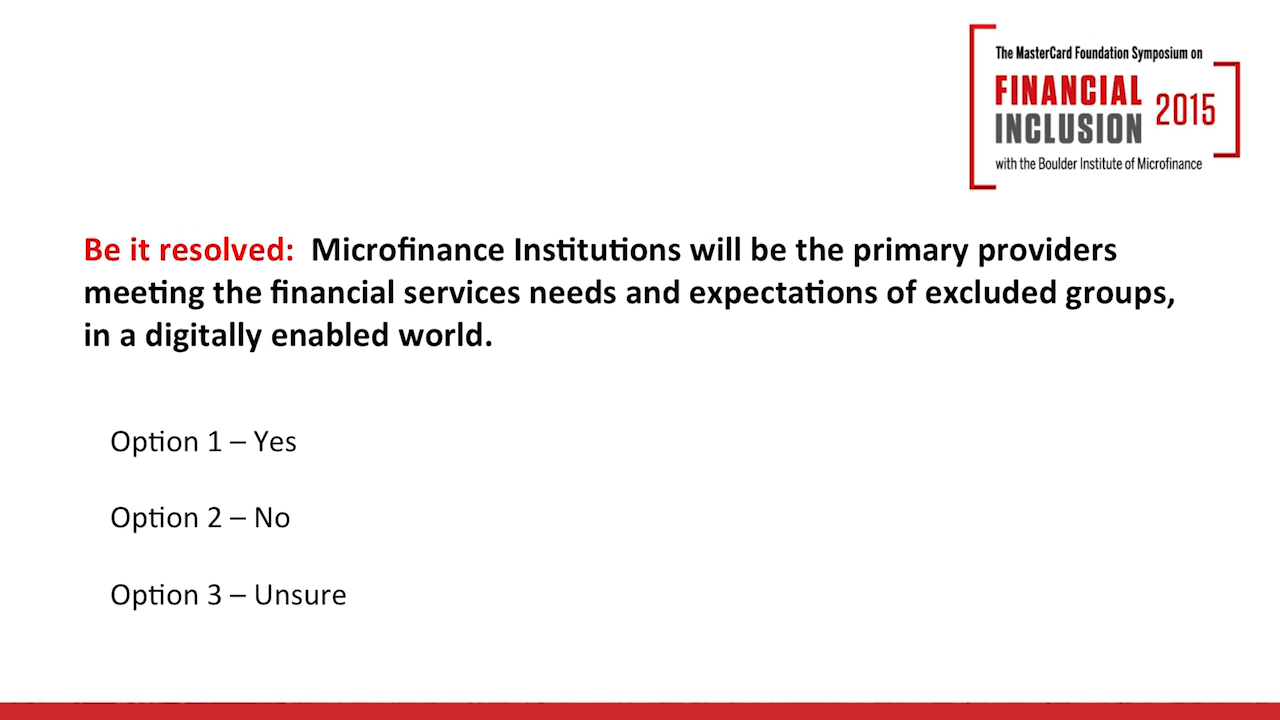 The MasterCard Foundation Symposium on
FINANCIAL
INCLUSION
2015
with the Boulder Institute of Microfinance
Be it resolved: Microfinance Institutions will be the primary providers
meeting the financial services needs and expectations of excluded groups,
in a digitally enabled world.
Option 1 – Yes
Option 2 – No
Option 3 – Unsure